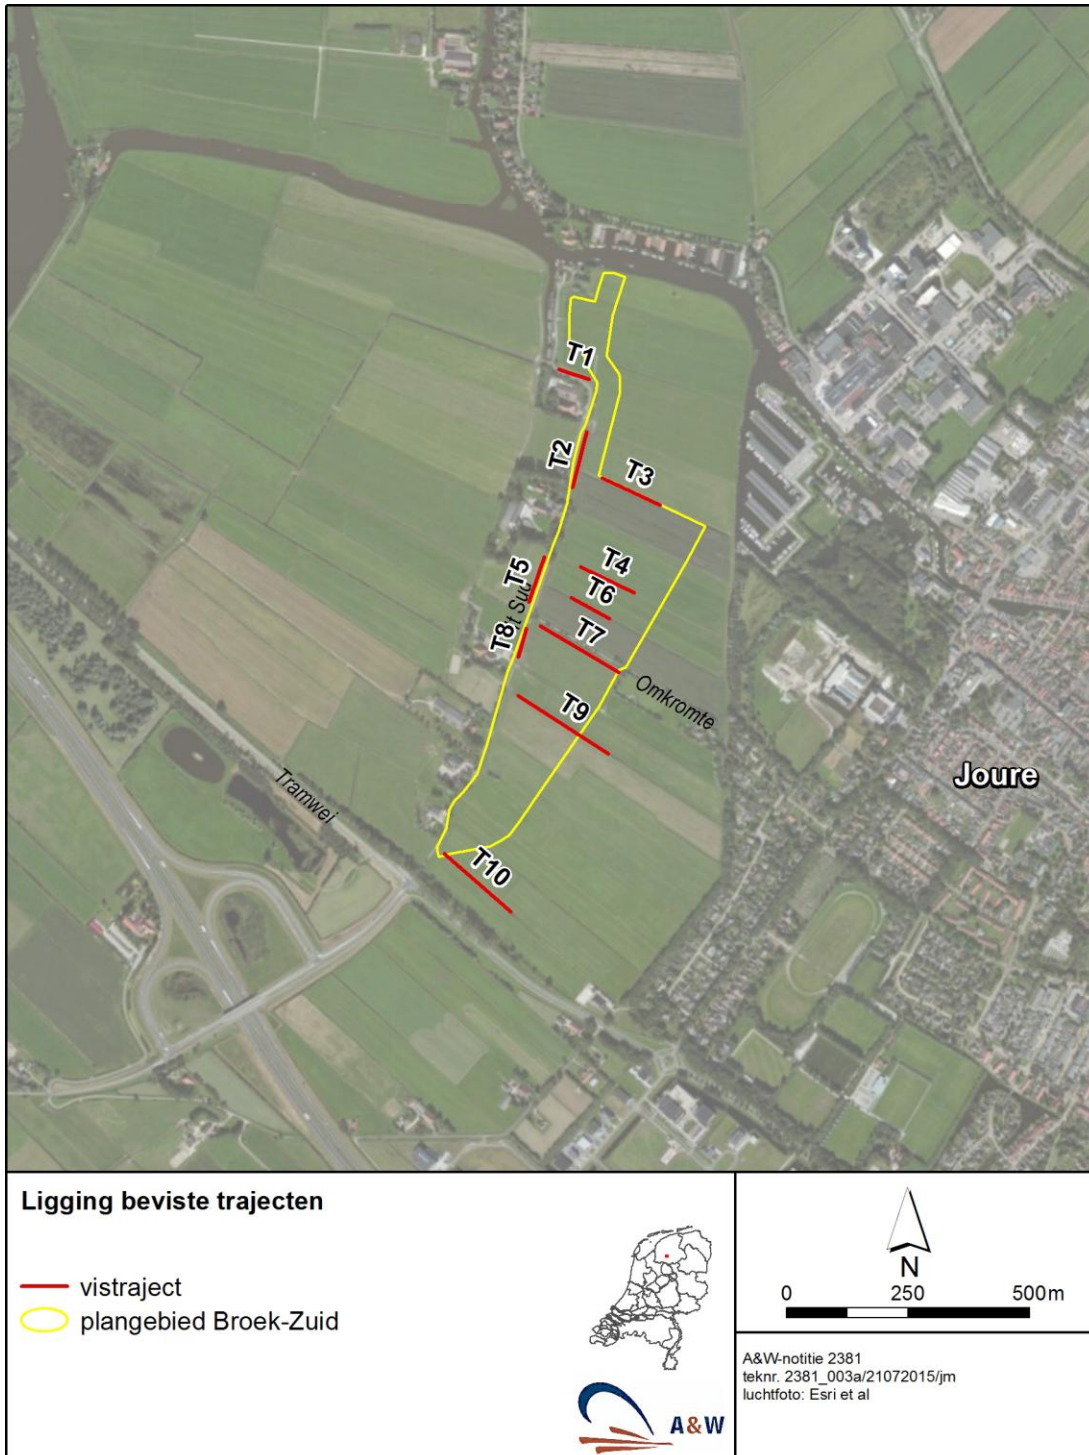 T1
T2
T3
T4
T5
T6
't Sud
T8
T7
Omkromte
T9
Joure
Tramwei
T10
Ligging beviste trajecten
vistraject
plangebied Broek-Zuid
N
0 250 500m
A&W-notitie 2381
teknr. 2381_003a/21072015/jm
luchtfoto: Esri et al
A&W